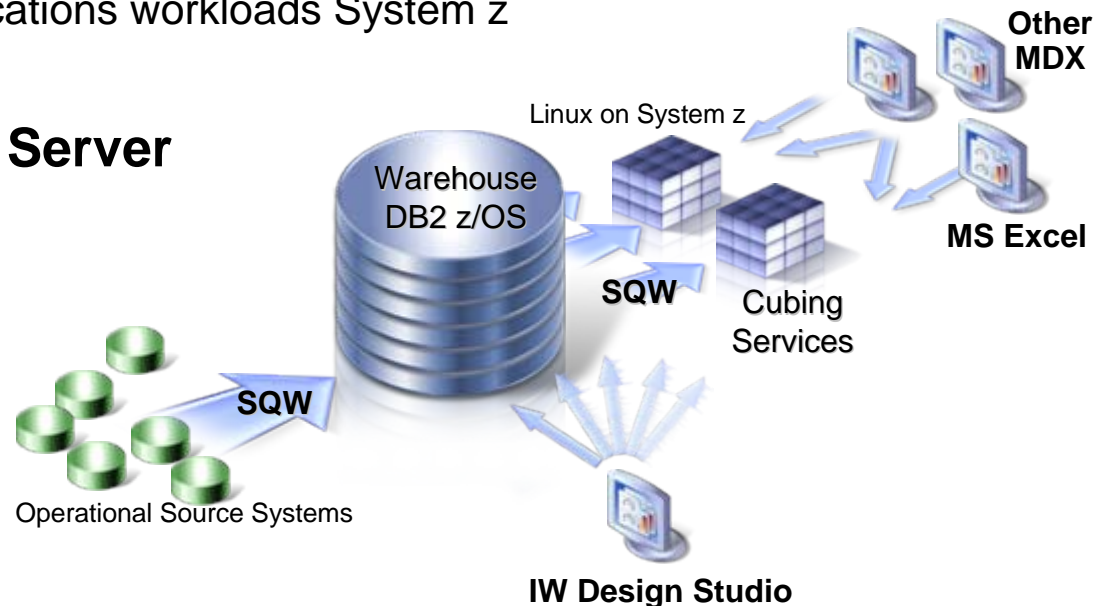 cations workloads System z
Other
MDX
Linux on System z
Server
Warehouse
DB2 z/OS
MS Excel
SQW
Cubing
Services
SQW
Operational Source Systems
IW Design Studio